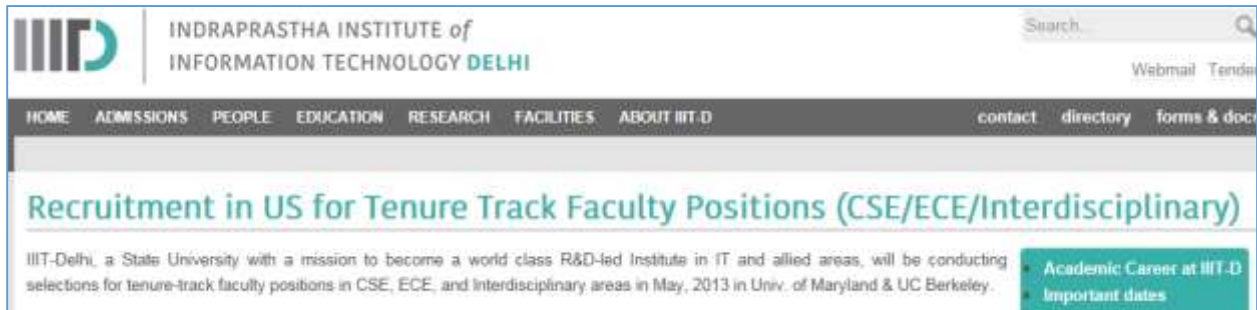 INDRAPRASTHA INSTITUTE of
INFORMATION TECHNOLOGY DELHI
Search...
Webmail Tender
HOME ADMISSIONS PEOPLE EDUCATION RESEARCH FACILITIES ABOUT IIIT-D contact directory forms & docs
Recruitment in US for Tenure Track Faculty Positions (CSE/ECE/Interdisciplinary)
IIIT-Delhi, a State University with a mission to become a world class R&D-led Institute in IT and allied areas, will be conducting
selections for tenure-track faculty positions in CSE, ECE, and Interdisciplinary areas in May, 2013 in Univ. of Maryland & UC Berkeley.
Academic Career at IIIT-D
Important dates